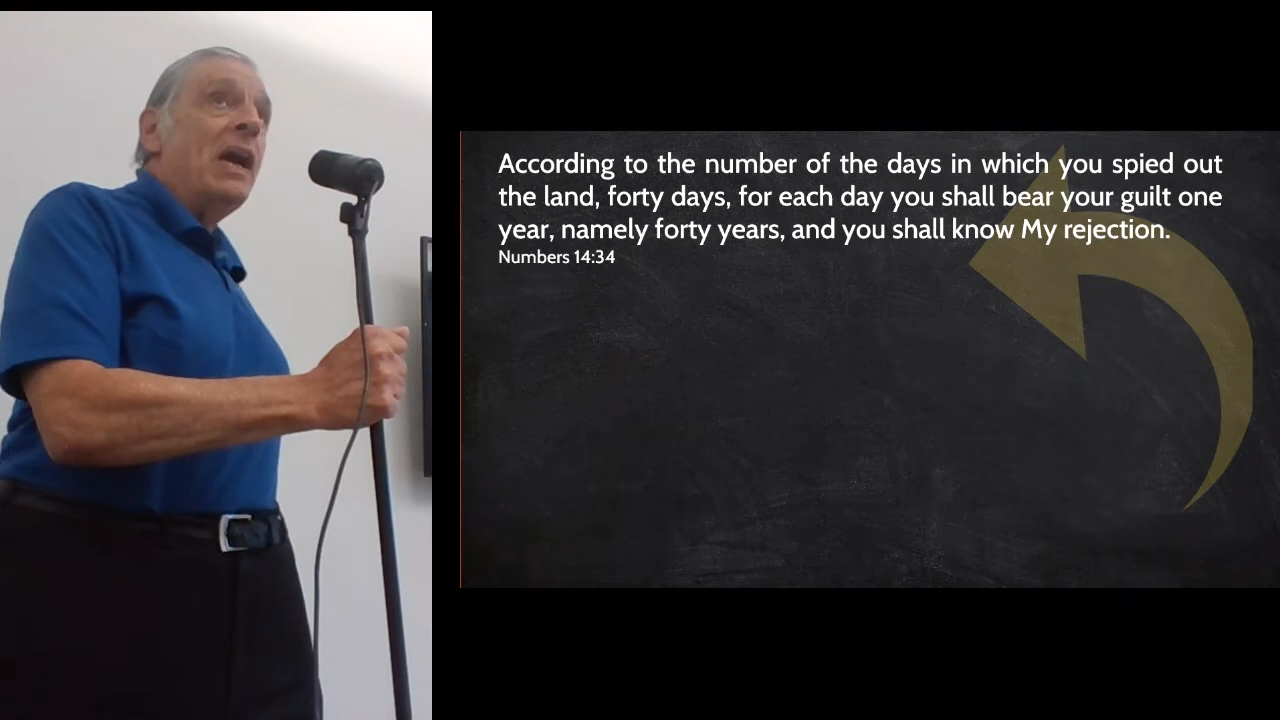 According to the number of the days in which you spied out
the land, forty days, for each day you shall bear your guilt one
year, namely forty years, and you shall know My rejection.
Numbers 14:34